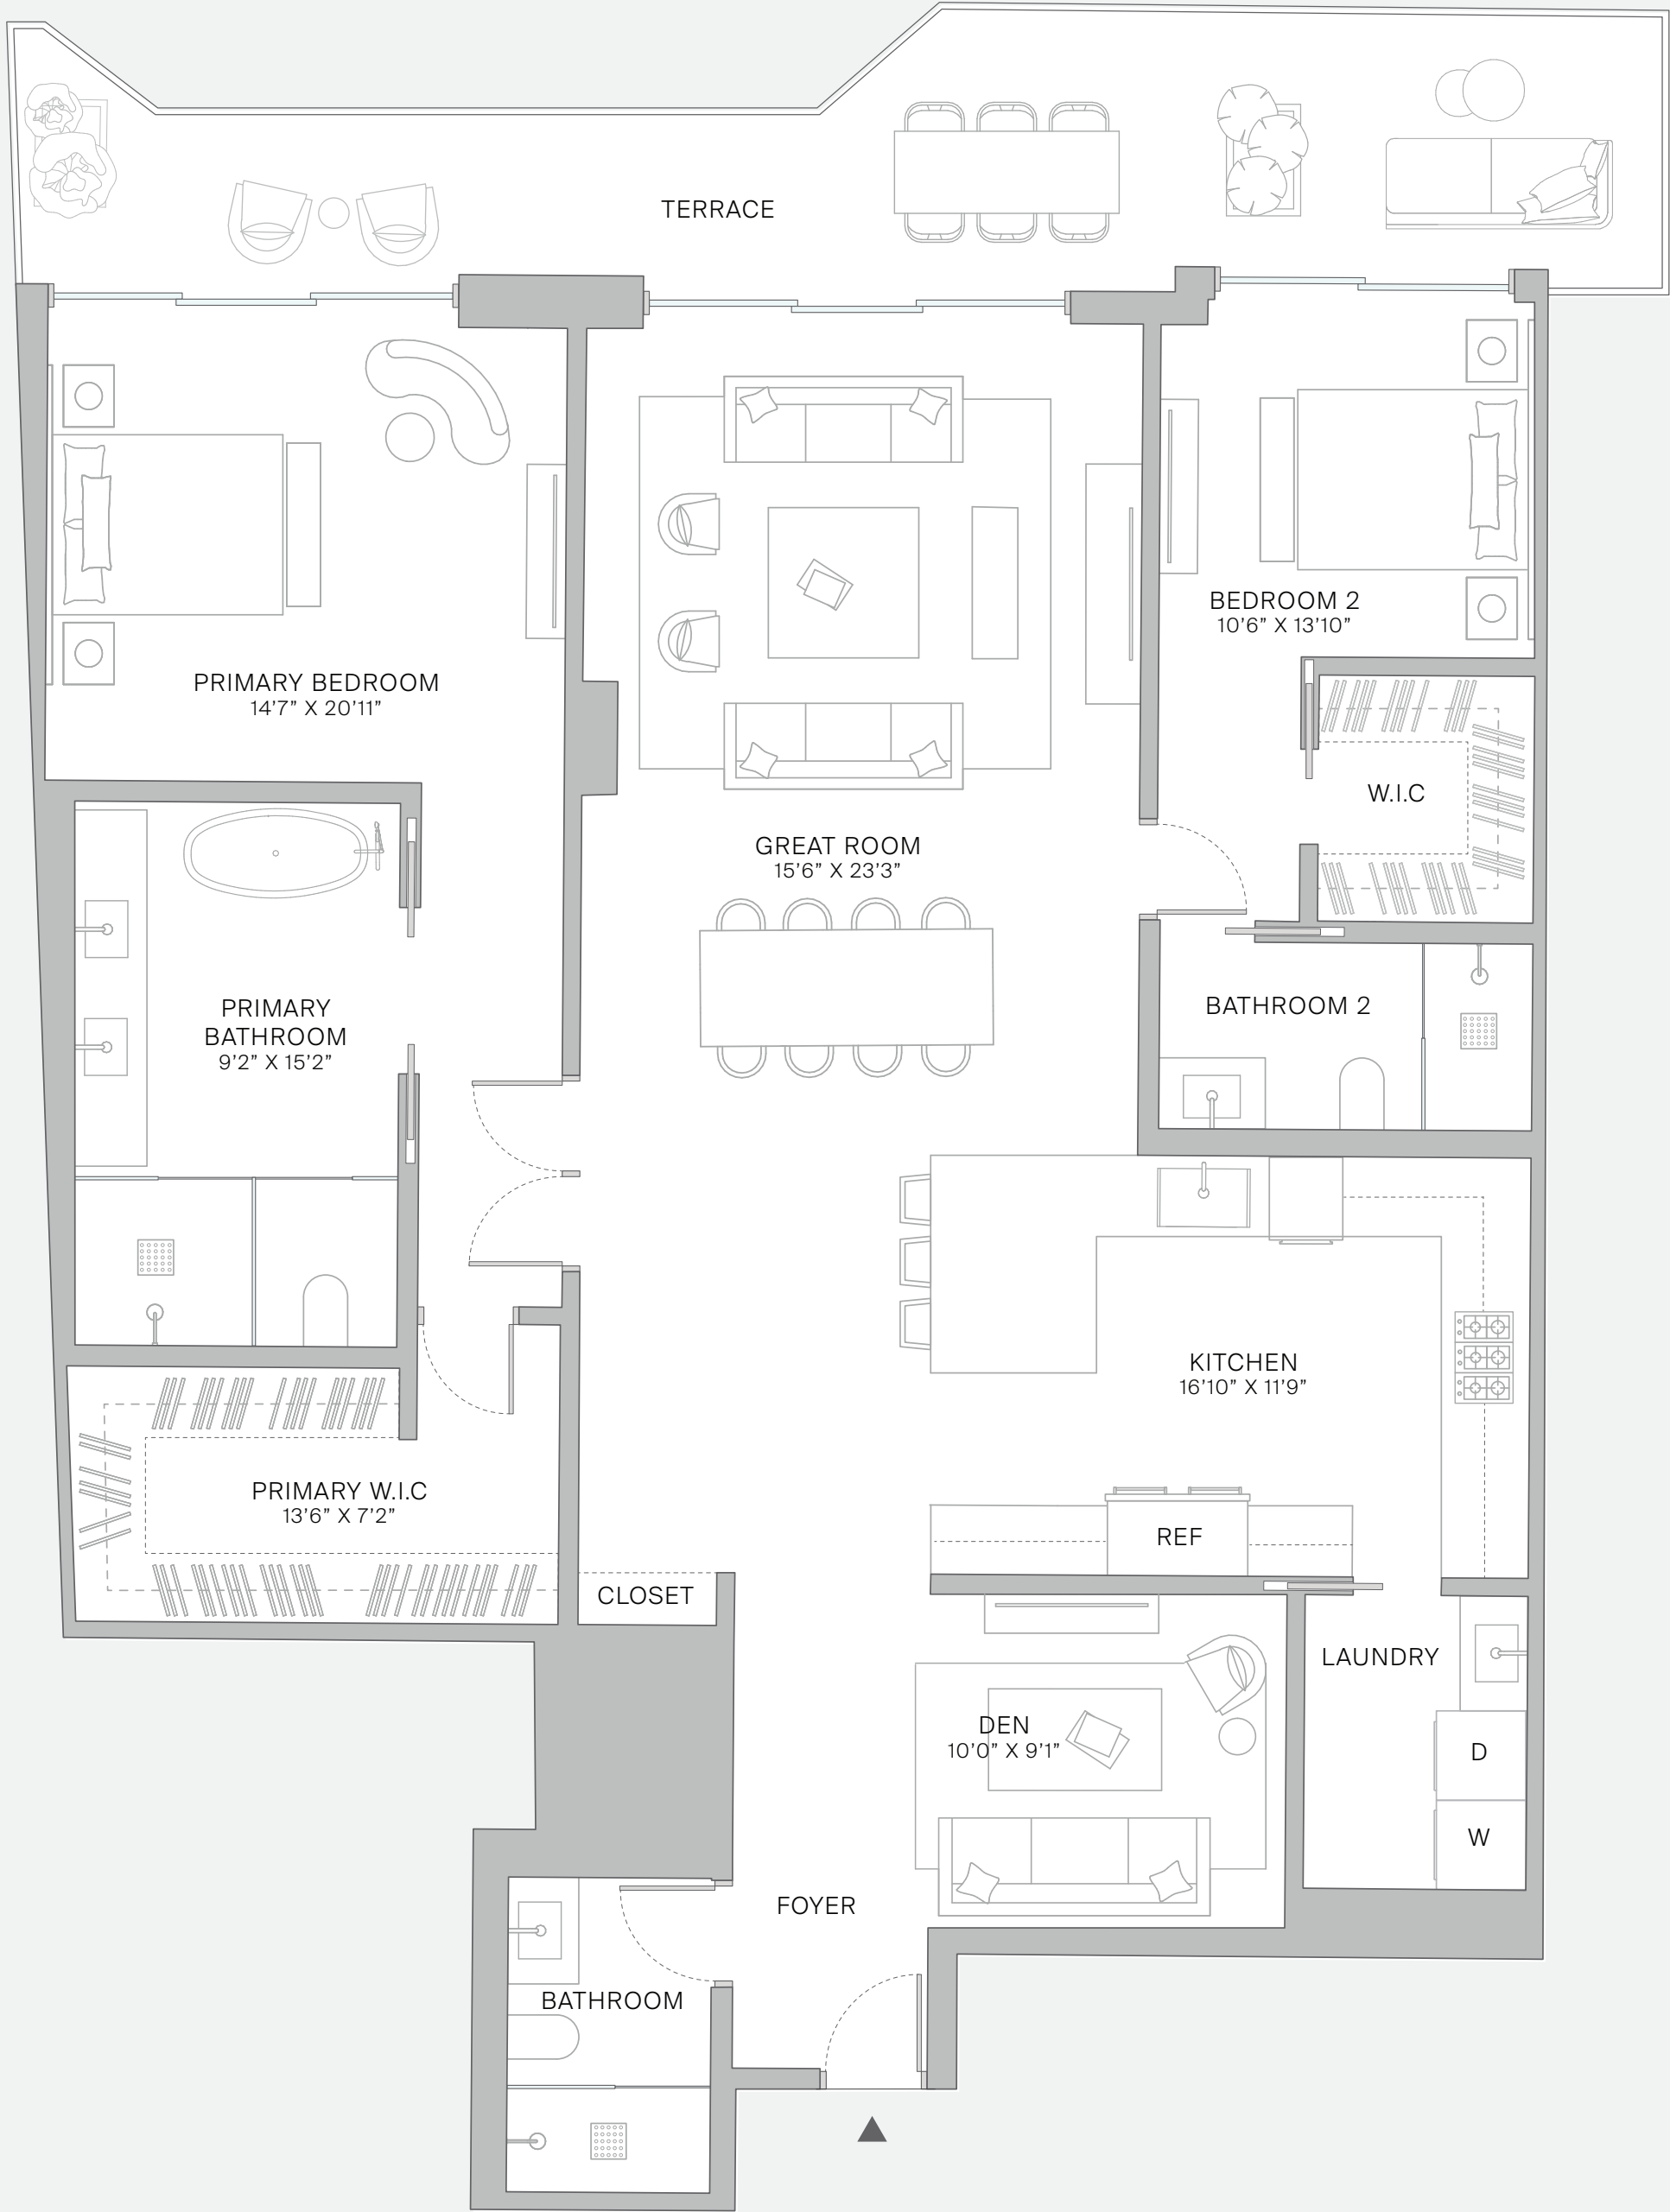 TERRACE
BEDROOM 2
10’6” X 13’10”
PRIMARY BEDROOM
14’7” X 20’11”
W.I.C
GREAT ROOM
15’6” X 23’3”
PRIMARY
BATHROOM
9’2” X 15’2”
BATHROOM 2
KITCHEN
16’10” X 11’9”
PRIMARY W.I.C
13’6” X 7’2”
REF
CLOSET
LAUNDRY
DEN
10’0” X 9’1”
D
W
FOYER
BATHROOM